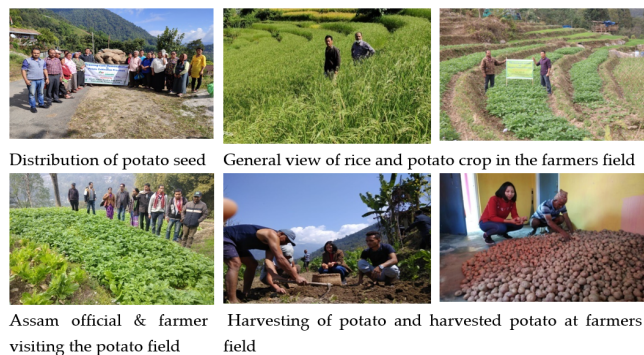 Distribution of potato seed
General view of rice and potato crop in the farmers field
Assam official & farmer
visiting the potato field
Harvesting of potato and harvested potato at farmers
field